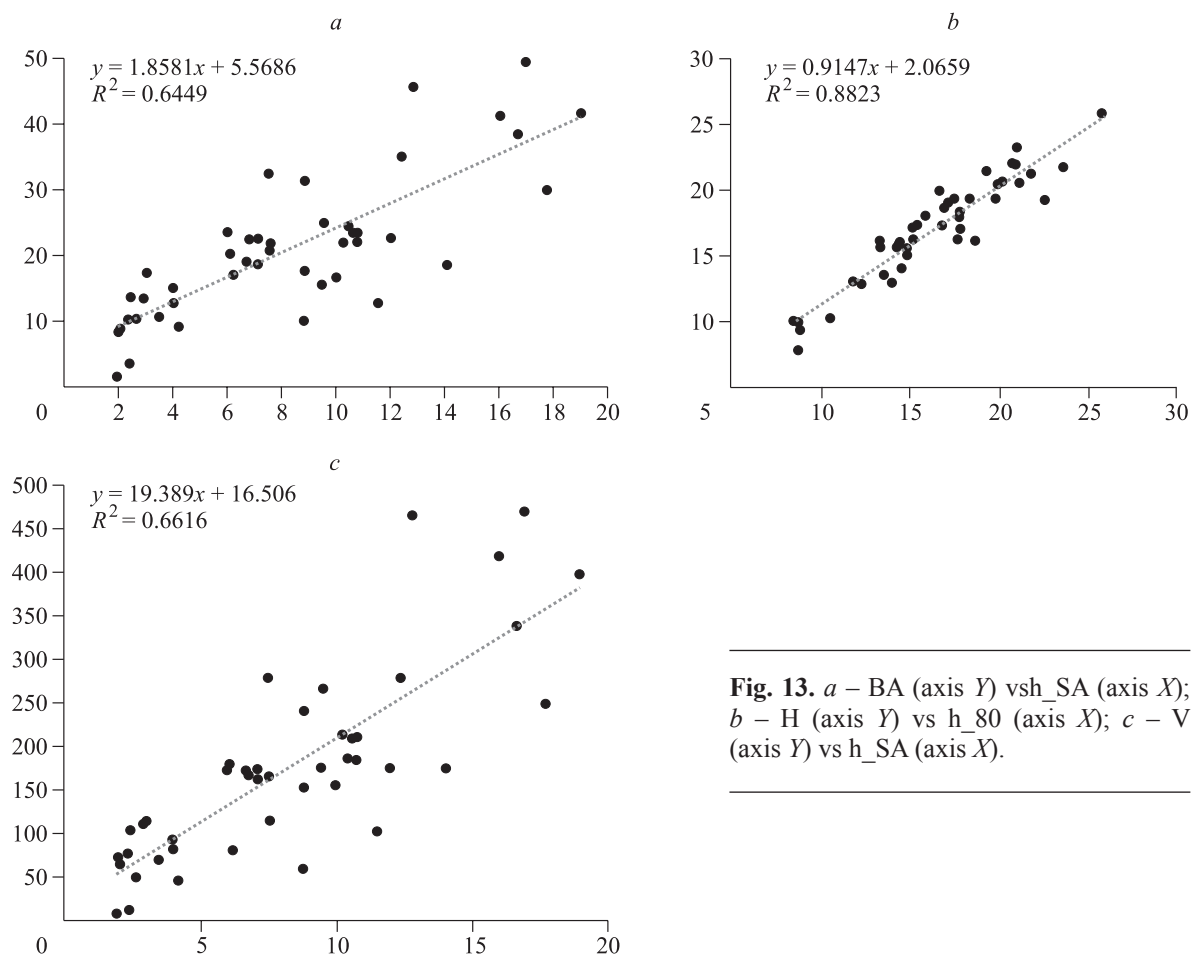 a
y = 1.8581x + 5.5686
R² = 0.6449
50
40
30
20
10
0
2 4 6 8 10 12 14 16 18 20
b
y = 0.9147x + 2.0659
R² = 0.8823
30
25
20
15
10
5
10 15 20 25 30
c
y = 19.389x + 16.506
R² = 0.6616
500
450
400
350
300
250
200
150
100
50
0
5 10 15 20
Fig. 13. a – BA (axis Y) vsh_SA (axis X);
b – H (axis Y) vs h_80 (axis X); c – V
(axis Y) vs h_SA (axis X).